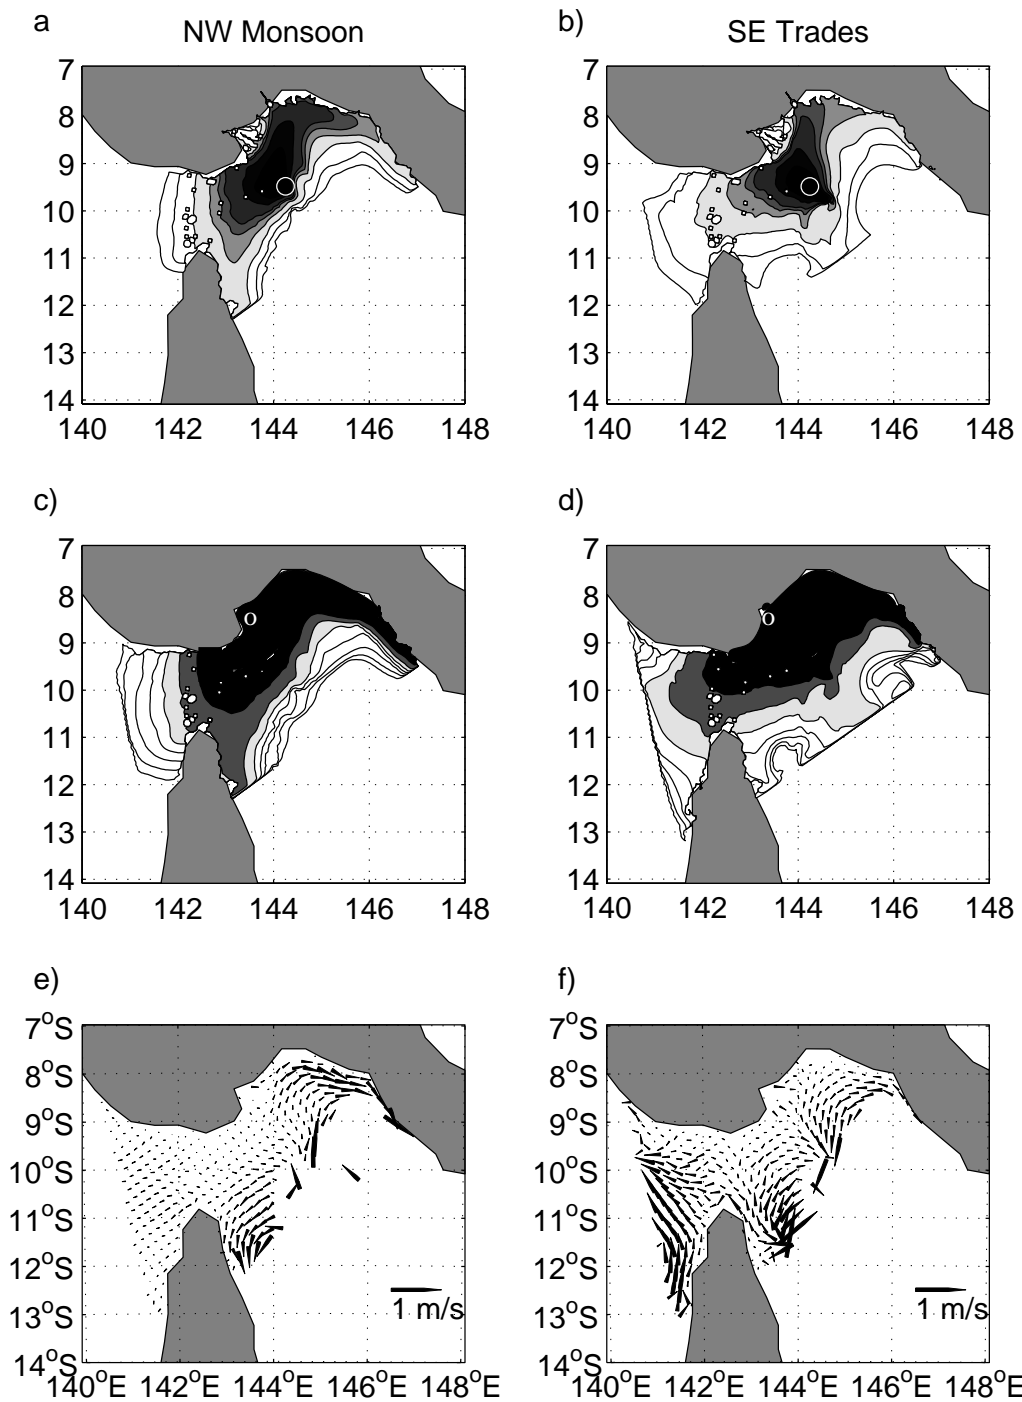 a
NW Monsoon
b)
SE Trades
7
8
9
10
11
12
13
14
140
142
144
146
148
7
8
9
10
11
12
13
14
140
142
144
146
148
c)
d)
7
8
9
10
11
12
13
14
140
142
144
146
148
7
8
9
10
11
12
13
14
140
142
144
146
148
e)
f)
7°S
8°S
9°S
10°S
11°S
12°S
13°S
14°S
1 m/s
140°E
142°E
144°E
146°E
148°E
7°S
8°S
9°S
10°S
11°S
12°S
13°S
14°S
1 m/s
140°E
142°E
144°E
146°E
148°E